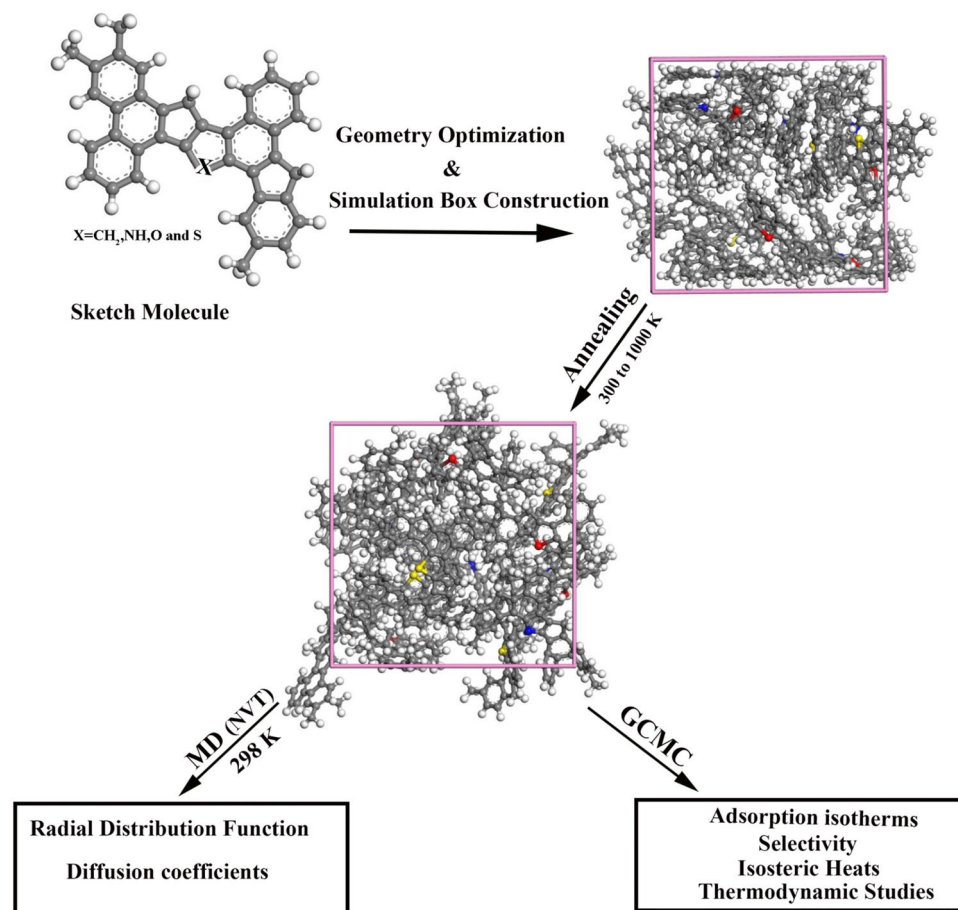 X
X=CH₂,NH,O and S
Sketch Molecule
Geometry Optimization
&
Simulation Box Construction
Annealing
300 to 1000 K
MD (NVT)
298 K
GCMC
Radial Distribution Function
Diffusion coefficients
Adsorption isotherms
Selectivity
Isosteric Heats
Thermodynamic Studies